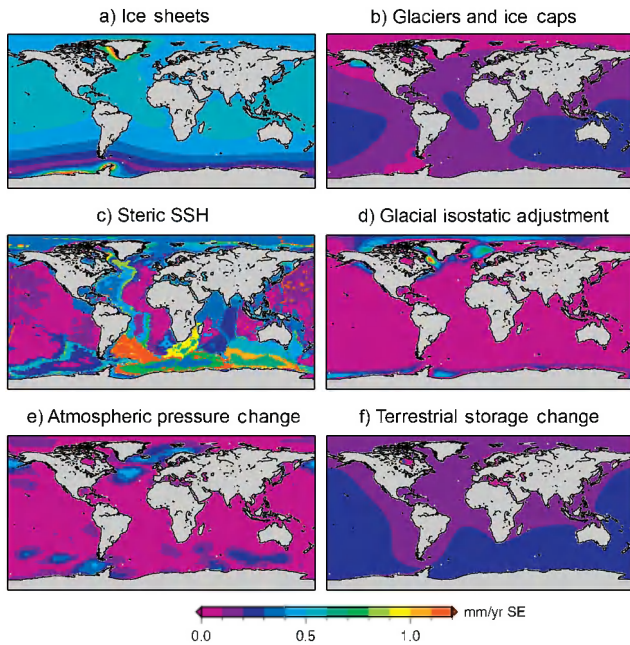 a) Ice sheets
b) Glaciers and ice caps
c) Steric SSH
d) Glacial isostatic adjustment
e) Atmospheric pressure change
f) Terrestrial storage change
mm/yr SE
0.0 0.5 1.0